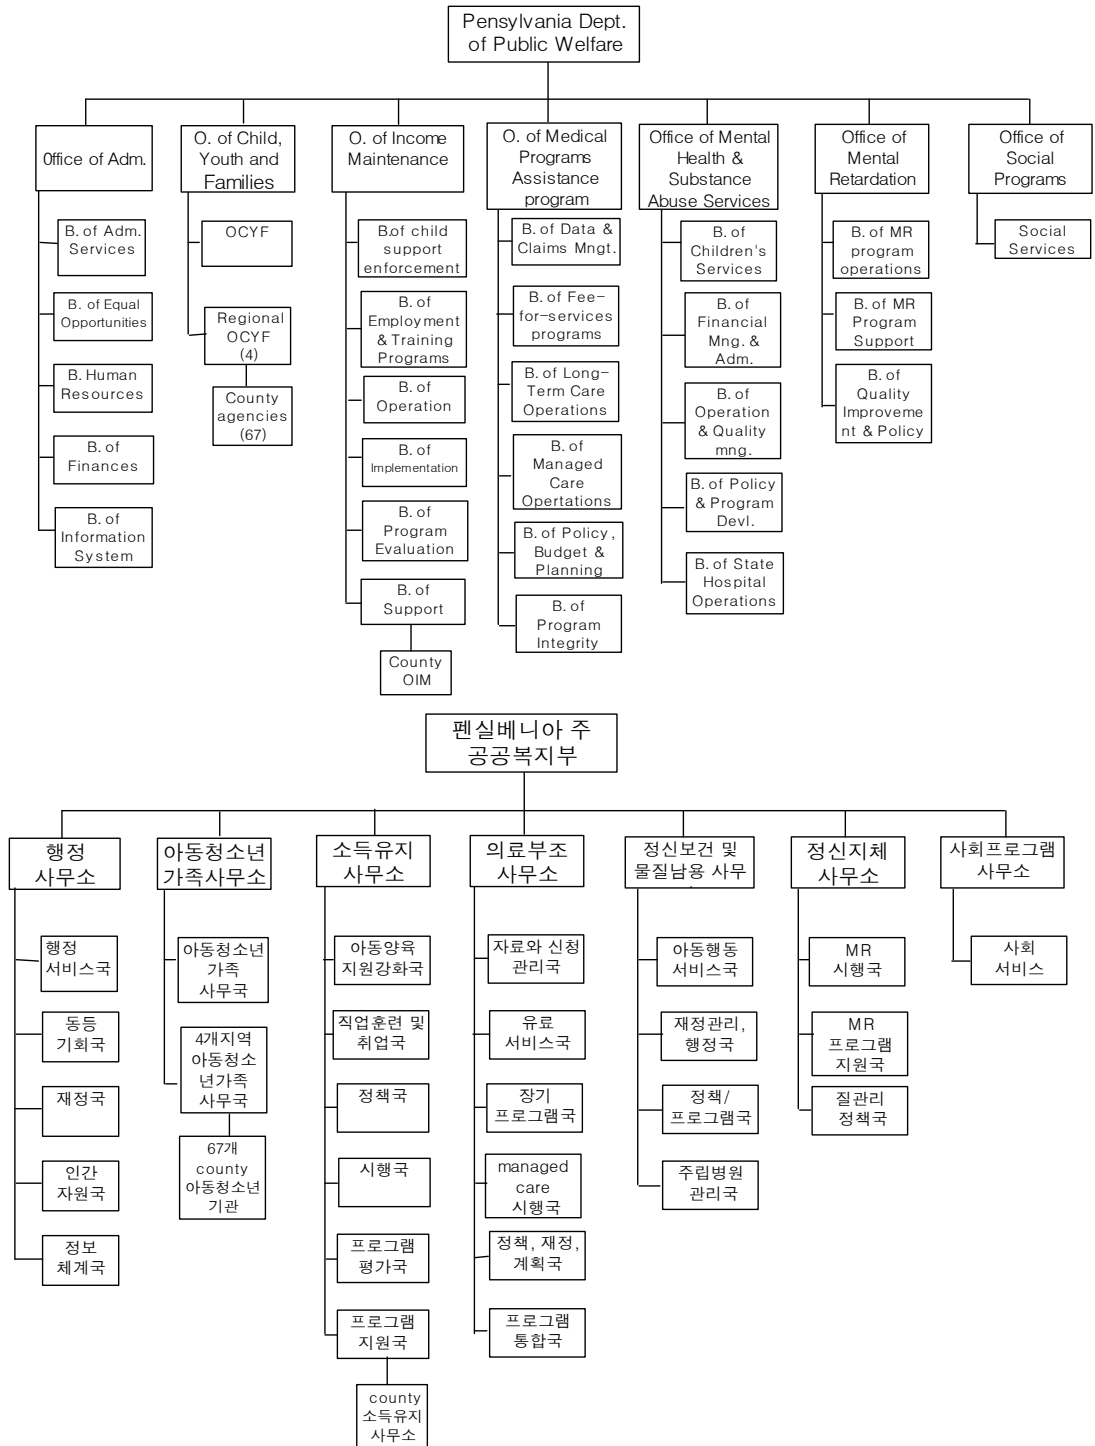 Pensylvania Dept.
of Public Welfare
Office of Adm.
O. of Child,
Youth and
Families
O. of Income
Maintenance
O. of Medical
Programs
Assistance
program
Office of Mental
Health &
Substance
Abuse Services
Office of
Mental
Retardation
Office of
Social
Programs
B. of Adm.
Services
B. of Equal
Opportunities
B. Human
Resources
B. of
Finances
B. of
Information
System
OCYF
Regional
OCYF
(4)
County
agencies
(67)
B.of child
support
enforcement
B. of
Employment
& Training
Programs
B. of
Operation
B. of
Implementation
B. of
Program
Evaluation
B. of
Support
County
OIM
B. of Data &
Claims Mngt.
B. of Fee-
for-services
programs
B. of Long-
Term Care
Operations
B. of
Managed
Care
Opertations
B. of Policy,
Budget &
Planning
B. of
Program
Integrity
B. of
Children's
Services
B. of
Financial
Mng. &
Adm.
B. of
Operation
& Quality
mng.
B. of Policy
& Program
Devl.
B. of State
Hospital
Operations
B. of MR
program
operations
B. of MR
Program
Support
B. of
Quality
Improveme
nt & Policy
Social
Services
펜실베니아 주
공공복지부
행정
사무소
아동청소년
가족사무소
소득유지
사무소
의료부조
사무소
정신보건 및
물질남용 사무
정신지체
사무소
사회프로그램
사무소
행정
서비스국
동등
기회국
재정국
인간
자원국
정보
체계국
아동청소년
가족
사무국
4개지역
아동청소
년가족
사무국
67개
county
아동청소년
기관
아동양육
지원강화국
직업훈련 및
취업국
정책국
시행국
프로그램
평가국
프로그램
지원국
county
소득유지
사무소
자료와 신청
관리국
유료
서비스국
장기
프로그램국
managed
care
시행국
정책, 재정,
계획국
프로그램
통합국
아동행동
서비스국
재정관리,
행정국
정책/
프로그램국
주립병원
관리국
MR
시행국
MR
프로그램
지원국
질관리
정책국
사회
서비스